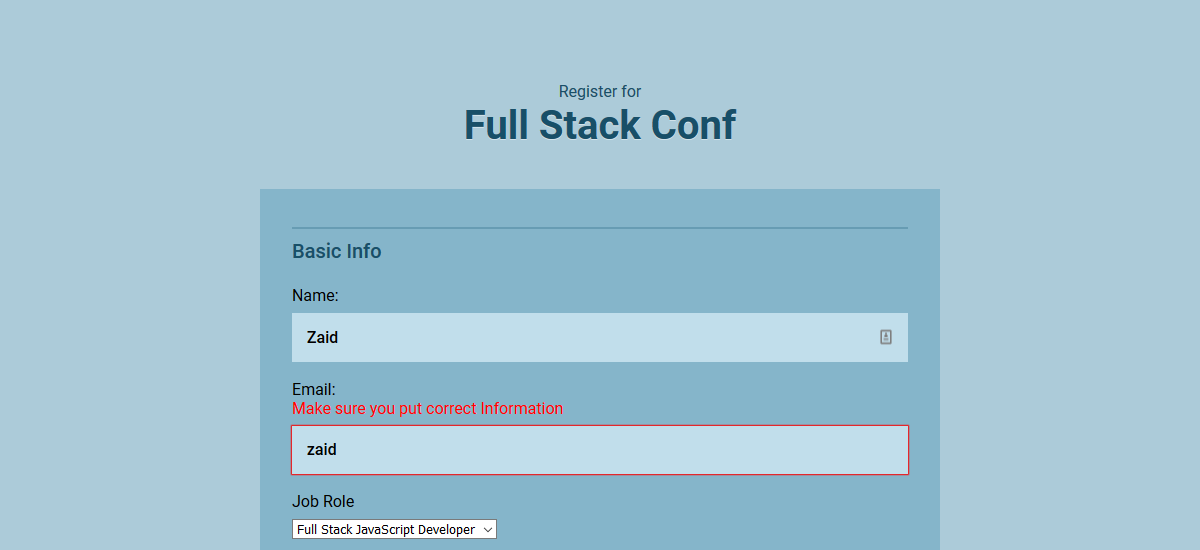 Register for
Full Stack Conf
Basic Info
Name:
Zaid
Email:
Make sure you put correct Information
zaid
Job Role
Full Stack JavaScript Developer